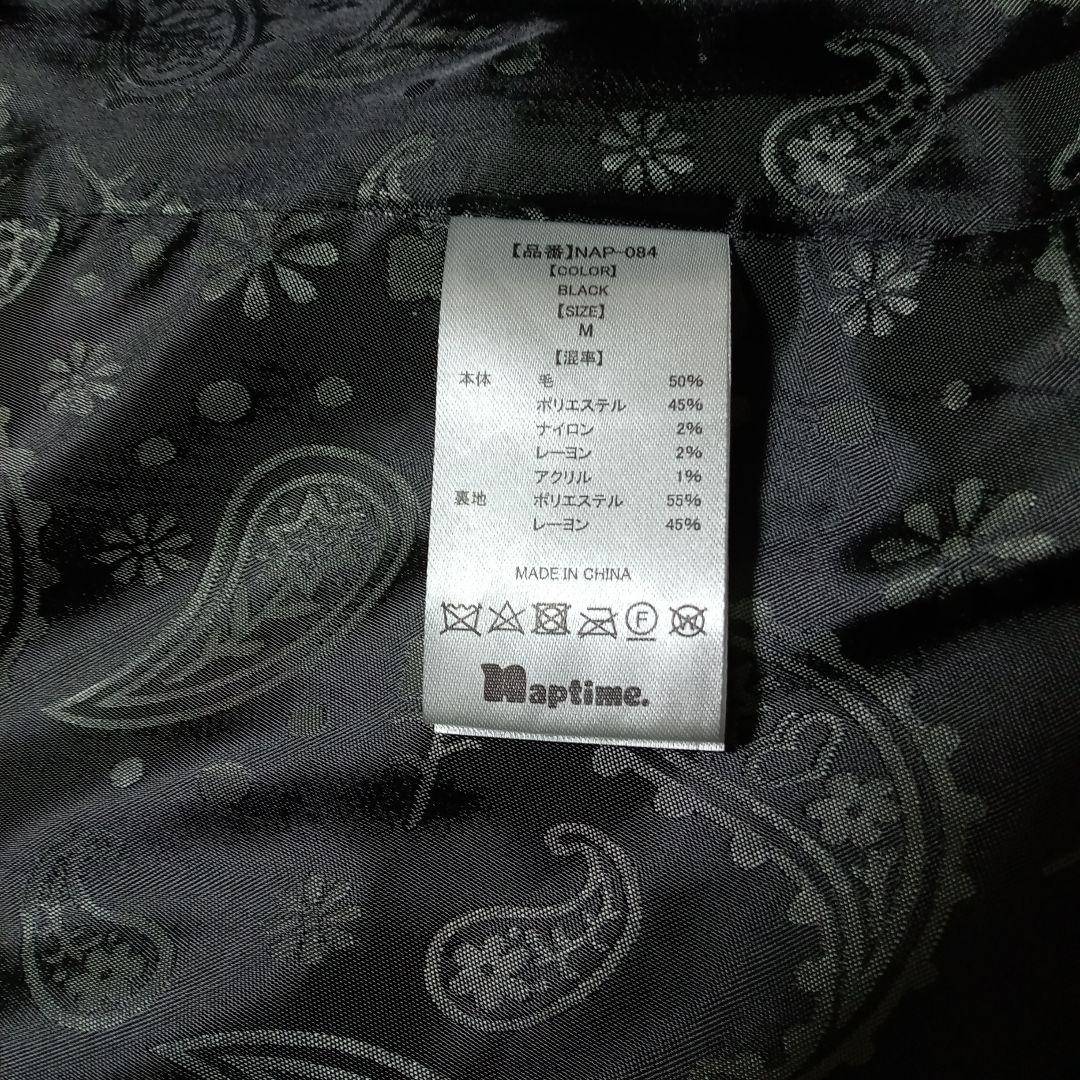 【品番】NAP-084
【COLOR】
BLACK
【SIZE】
M
【混率】
本体 毛 50%
ポリエステル 45%
ナイロン 2%
レーヨン 2%
アクリル 1%
裏地 ポリエステル 55%
レーヨン 45%
MADE IN CHINA
F W
Naptime.